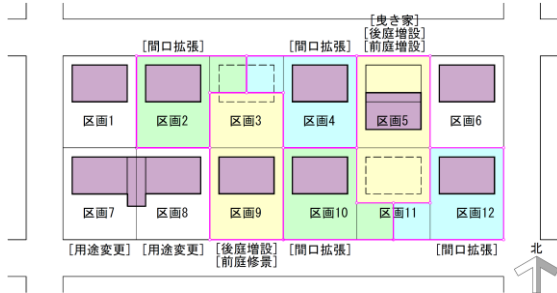 [曳き家]
[間口拡張] [間口拡張] [後庭増設]
[前庭増設]
区画1 区画2 区画3 区画4 区画5 区画6
区画7 区画8 区画9 区画10 区画11 区画12
[用途変更] [用途変更] [後庭増設] [間口拡張] [間口拡張] 北
[前庭修景]